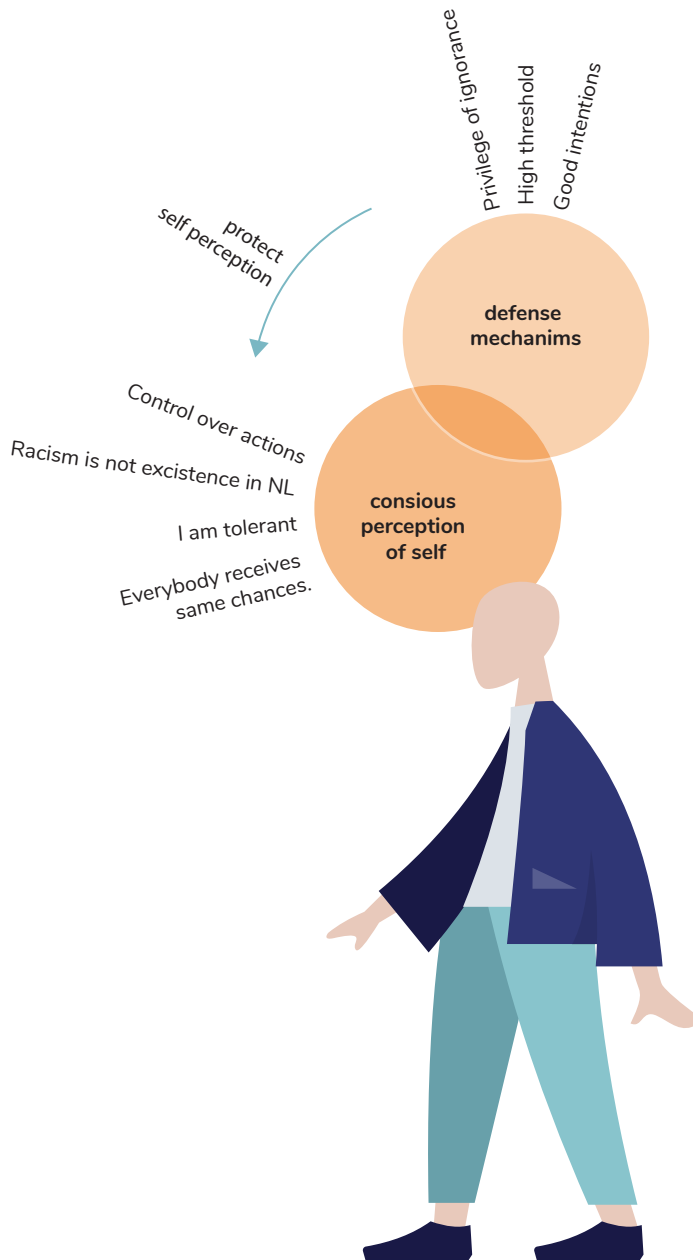 Privilege of ignorance
High threshold
Good intentions
protect
self perception
defense
mechanims
Control over actions
Racism is not excistence in NL
I am tolerant
Everybody receives
same chances.
consious
perception
of self